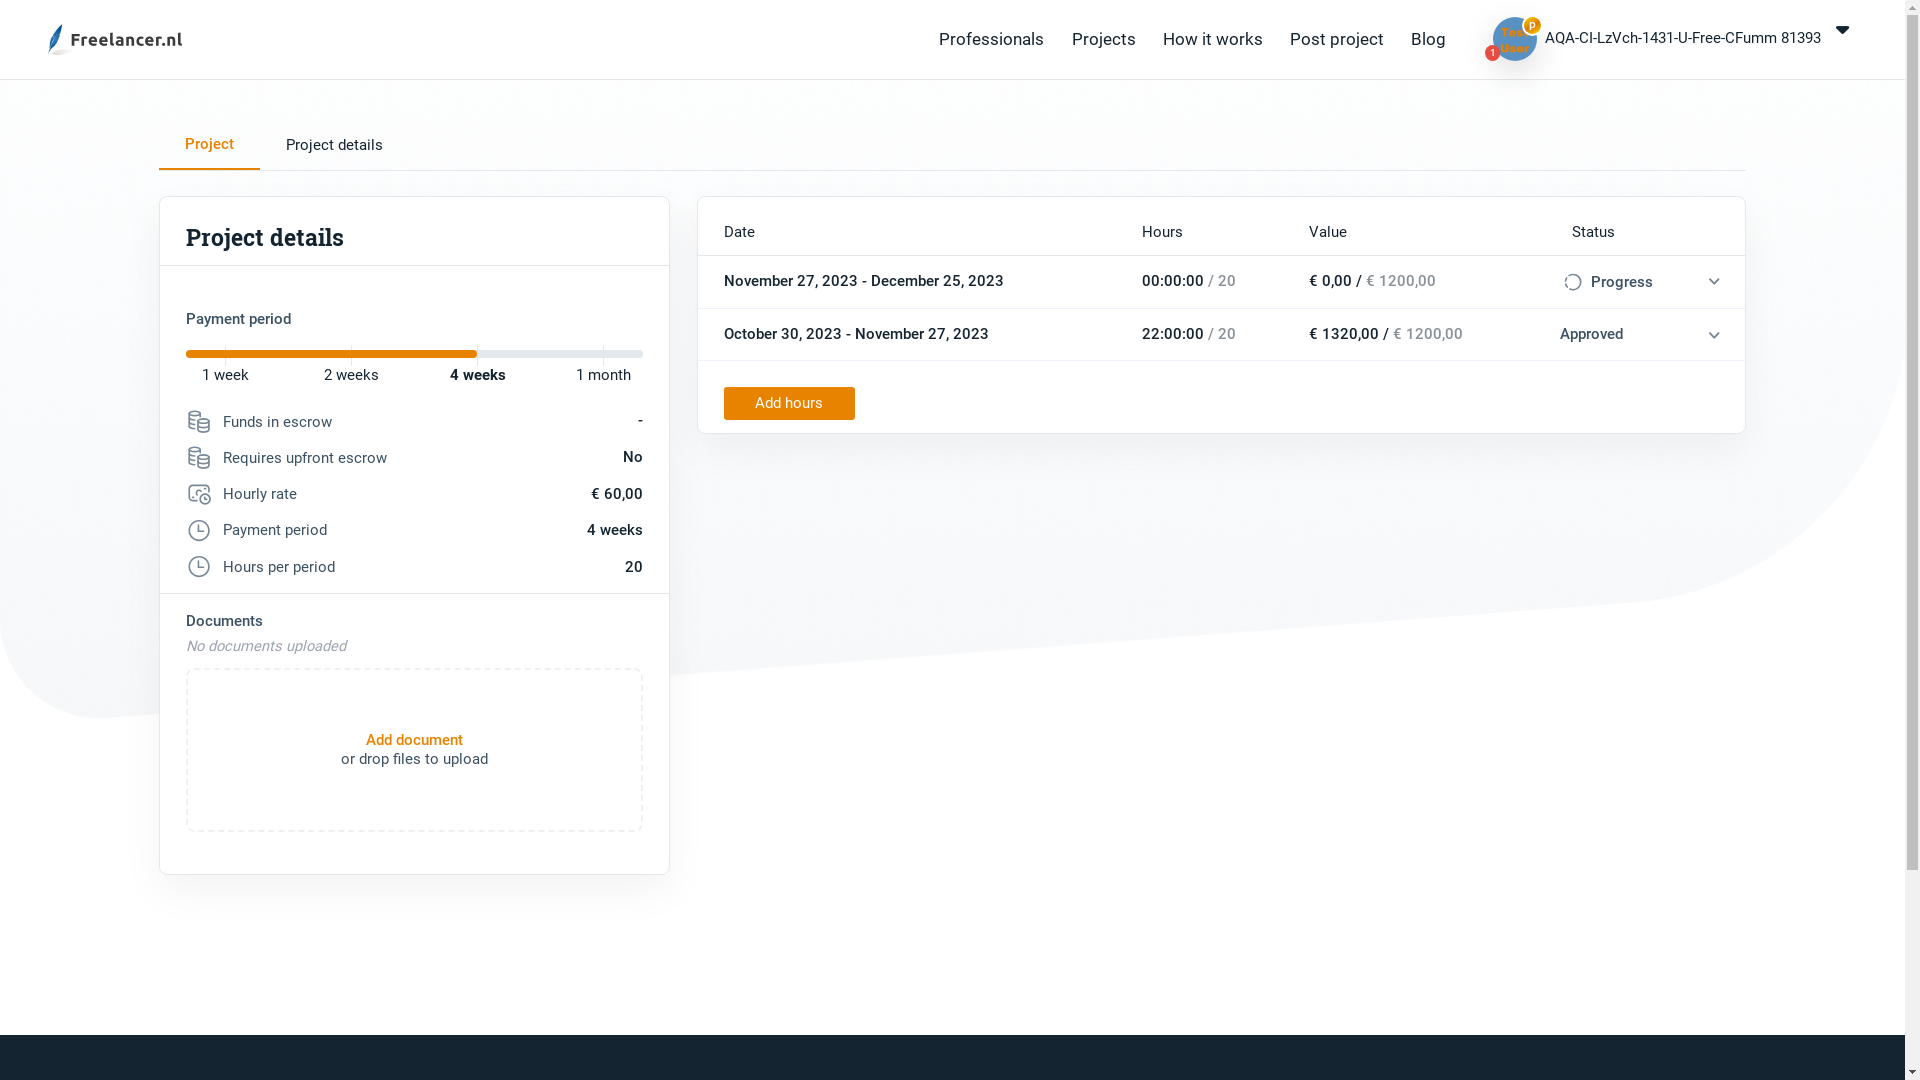 Freelancer.nl
Professionals Projects How it works Post project Blog
Test User P 1 AQA-CI-LzVch-1431-U-Free-CFumm 81393
Project Project details
Project details
Payment period
1 week 2 weeks 4 weeks 1 month
Funds in escrow -
Requires upfront escrow No
Hourly rate € 60,00
Payment period 4 weeks
Hours per period 20
Documents
No documents uploaded
Add document
or drop files to upload
Date Hours Value Status
November 27, 2023 - December 25, 2023 00:00:00 / 20 € 0,00 / € 1200,00 Progress
October 30, 2023 - November 27, 2023 22:00:00 / 20 € 1320,00 / € 1200,00 Approved
Add hours